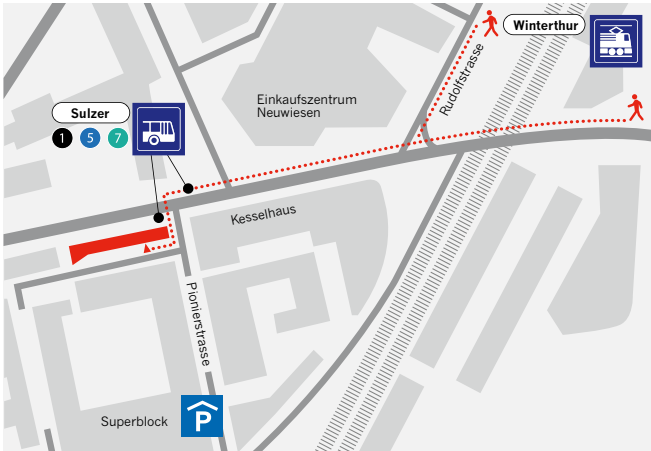 Winterthur
Rudolfstrasse
Einkaufszentrum
Neuwiesen
Sulzer
1 5 7
Kesselhaus
Pionierstrasse
Superblock
P